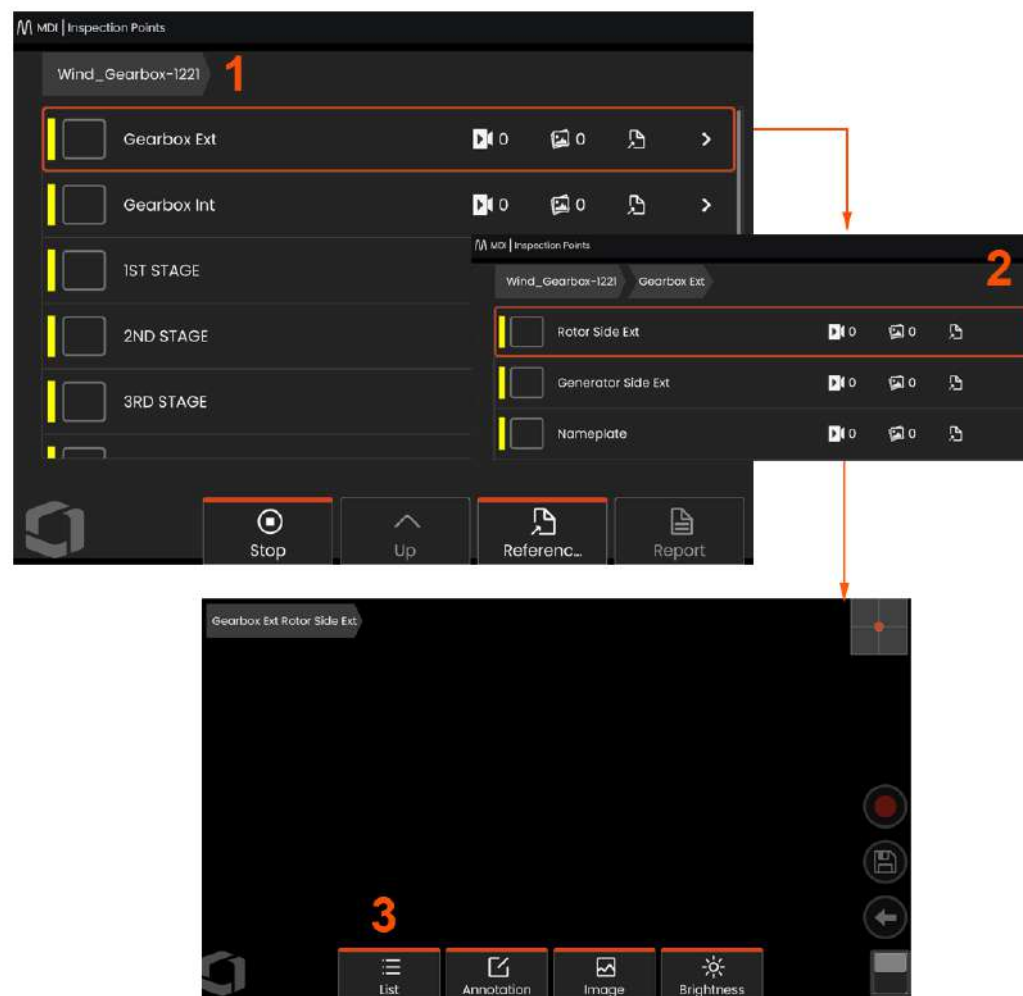 MDI | Inspection Points
Wind_Gearbox-1221 1
Gearbox Ext 0 0
Gearbox Int 0 0
1ST STAGE
2ND STAGE
3RD STAGE
Stop Up Referenc... Report
MDI | Inspection Points
2
Wind_Gearbox-1221 Gearbox Ext
Rotor Side Ext 0 0
Generator Side Ext 0 0
Nameplate 0 0
Gearbox Ext Rotor Side Ext
3
List Annotation Image Brightness